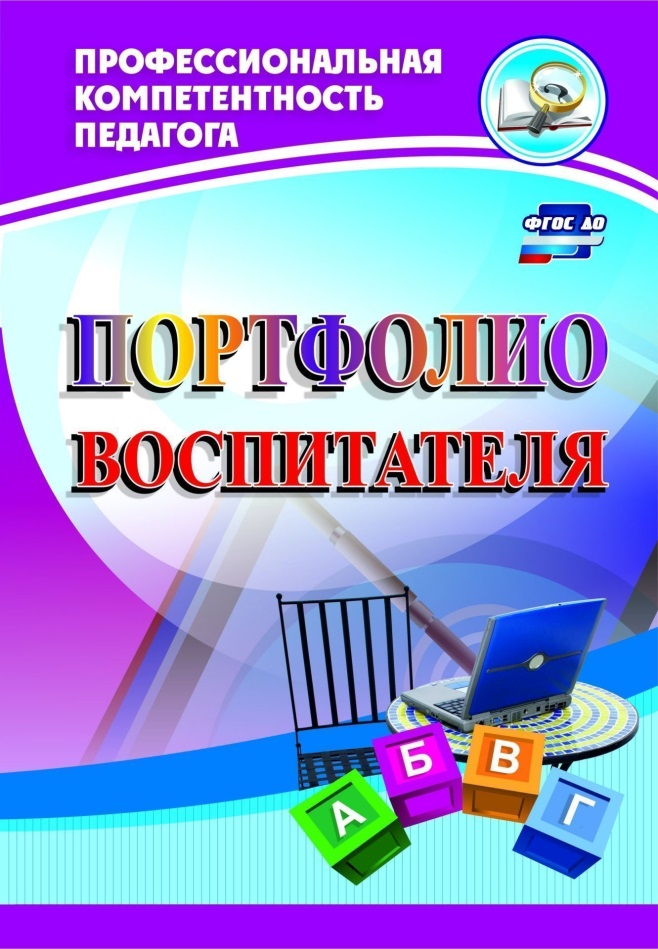 ПРОФЕССИОНАЛЬНАЯ
КОМПЕТЕНТНОСТЬ
ПЕДАГОГА
ФГОС ДО
ПОРТФОЛИО
ВОСПИТАТЕЛЯ
А
Б
В
Г